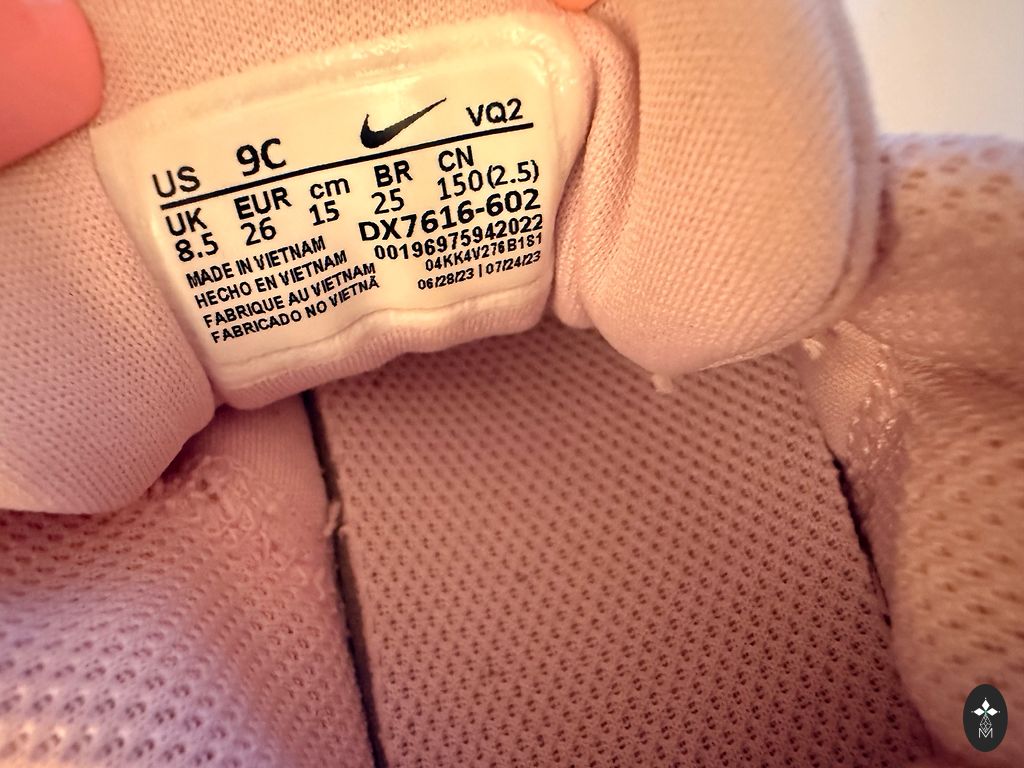 US 9C VQ2
UK EUR cm BR CN
8.5 26 15 25 150(2.5)
DX7616-602
00196975942022
04KK4V276B1S1
06/28/23 | 07/24/23
MADE IN VIETNAM
HECHO EN VIETNAM
FABRIQUE AU VIETNAM
FABRICADO NO VIETNÃ
M